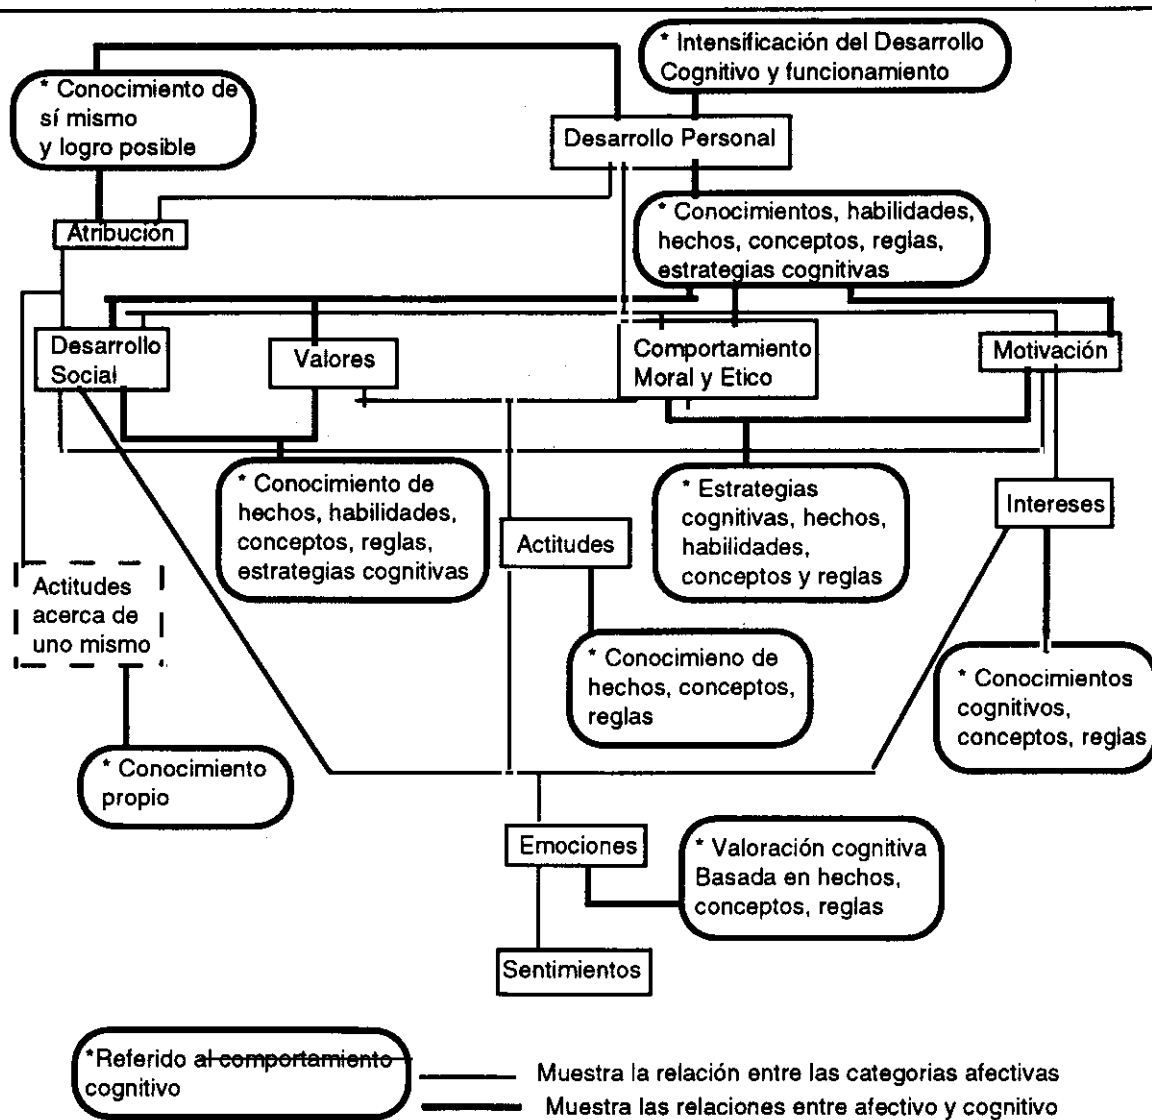 * Intensificación del Desarrollo
Cognitivo y funcionamiento
* Conocimiento de
sí mismo
y logro posible
Desarrollo Personal
* Conocimientos, habilidades,
hechos, conceptos, reglas,
estrategias cognitivas
Atribución
Desarrollo
Social
Valores
Comportamiento
Moral y Etico
Motivación
* Conocimiento de
hechos, habilidades,
conceptos, reglas,
estrategias cognitivas
Actitudes
* Estrategias
cognitivas, hechos,
habilidades,
conceptos y reglas
Intereses
Actitudes
acerca de
uno mismo
* Conocimieno de
hechos, conceptos,
reglas
* Conocimientos
cognitivos,
conceptos, reglas
* Conocimiento
propio
Emociones
* Valoración cognitiva
Basada en hechos,
conceptos, reglas
Sentimientos
*Referido al comportamiento
cognitivo
Muestra la relación entre las categorias afectivas
Muestra las relaciones entre afectivo y cognitivo